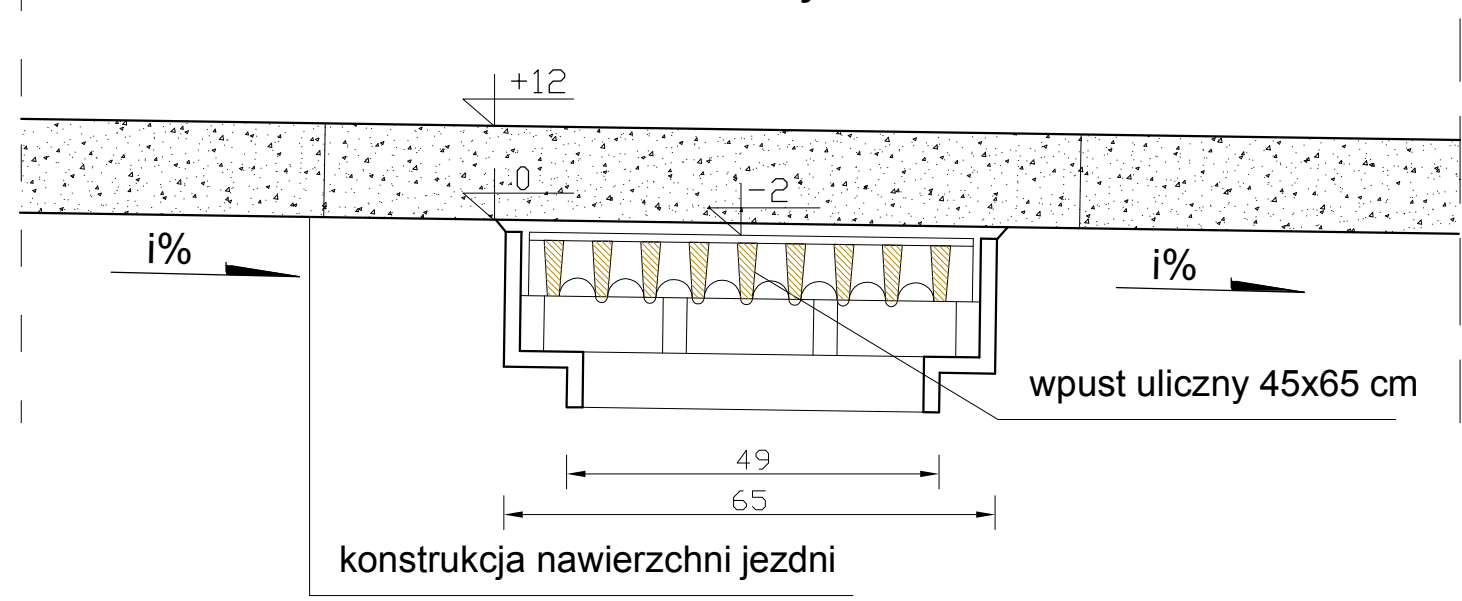 +12
0
-2
i%
i%
wpust uliczny 45x65 cm
49
65
konstrukcja nawierzchni jezdni